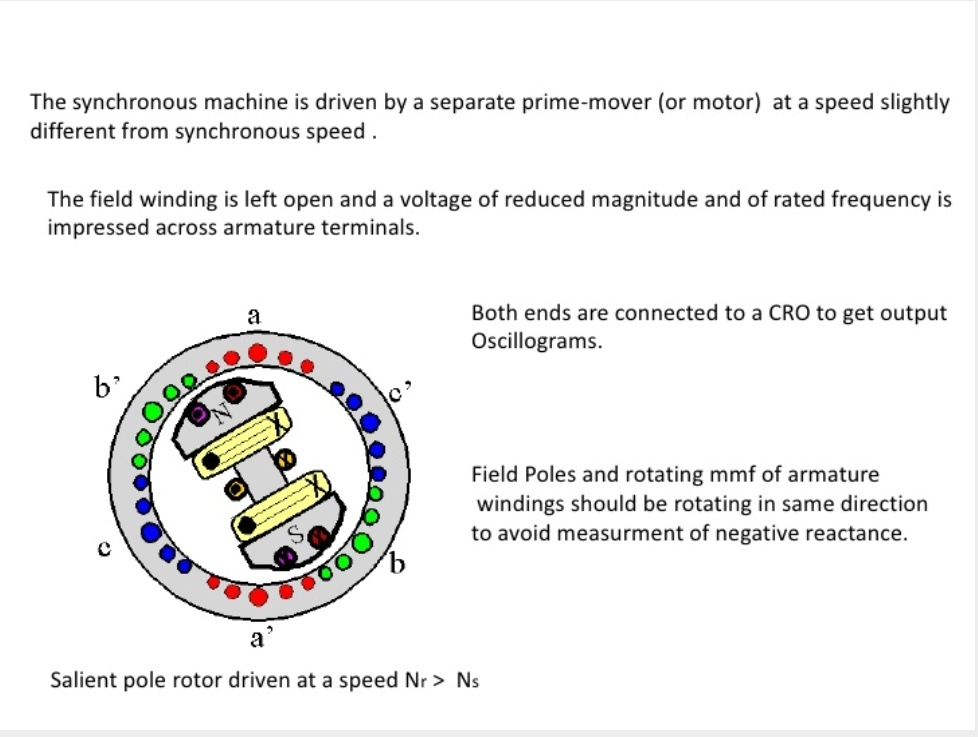 The synchronous machine is driven by a separate prime-mover (or motor) at a speed slightly
different from synchronous speed .
The field winding is left open and a voltage of reduced magnitude and of rated frequency is
impressed across armature terminals.
Both ends are connected to a CRO to get output
Oscillograms.
a
b'
c'
N
X
Field Poles and rotating mmf of armature
windings should be rotating in same direction
to avoid measurment of negative reactance.
X
S
c
b
a'
Salient pole rotor driven at a speed Nr > Ns